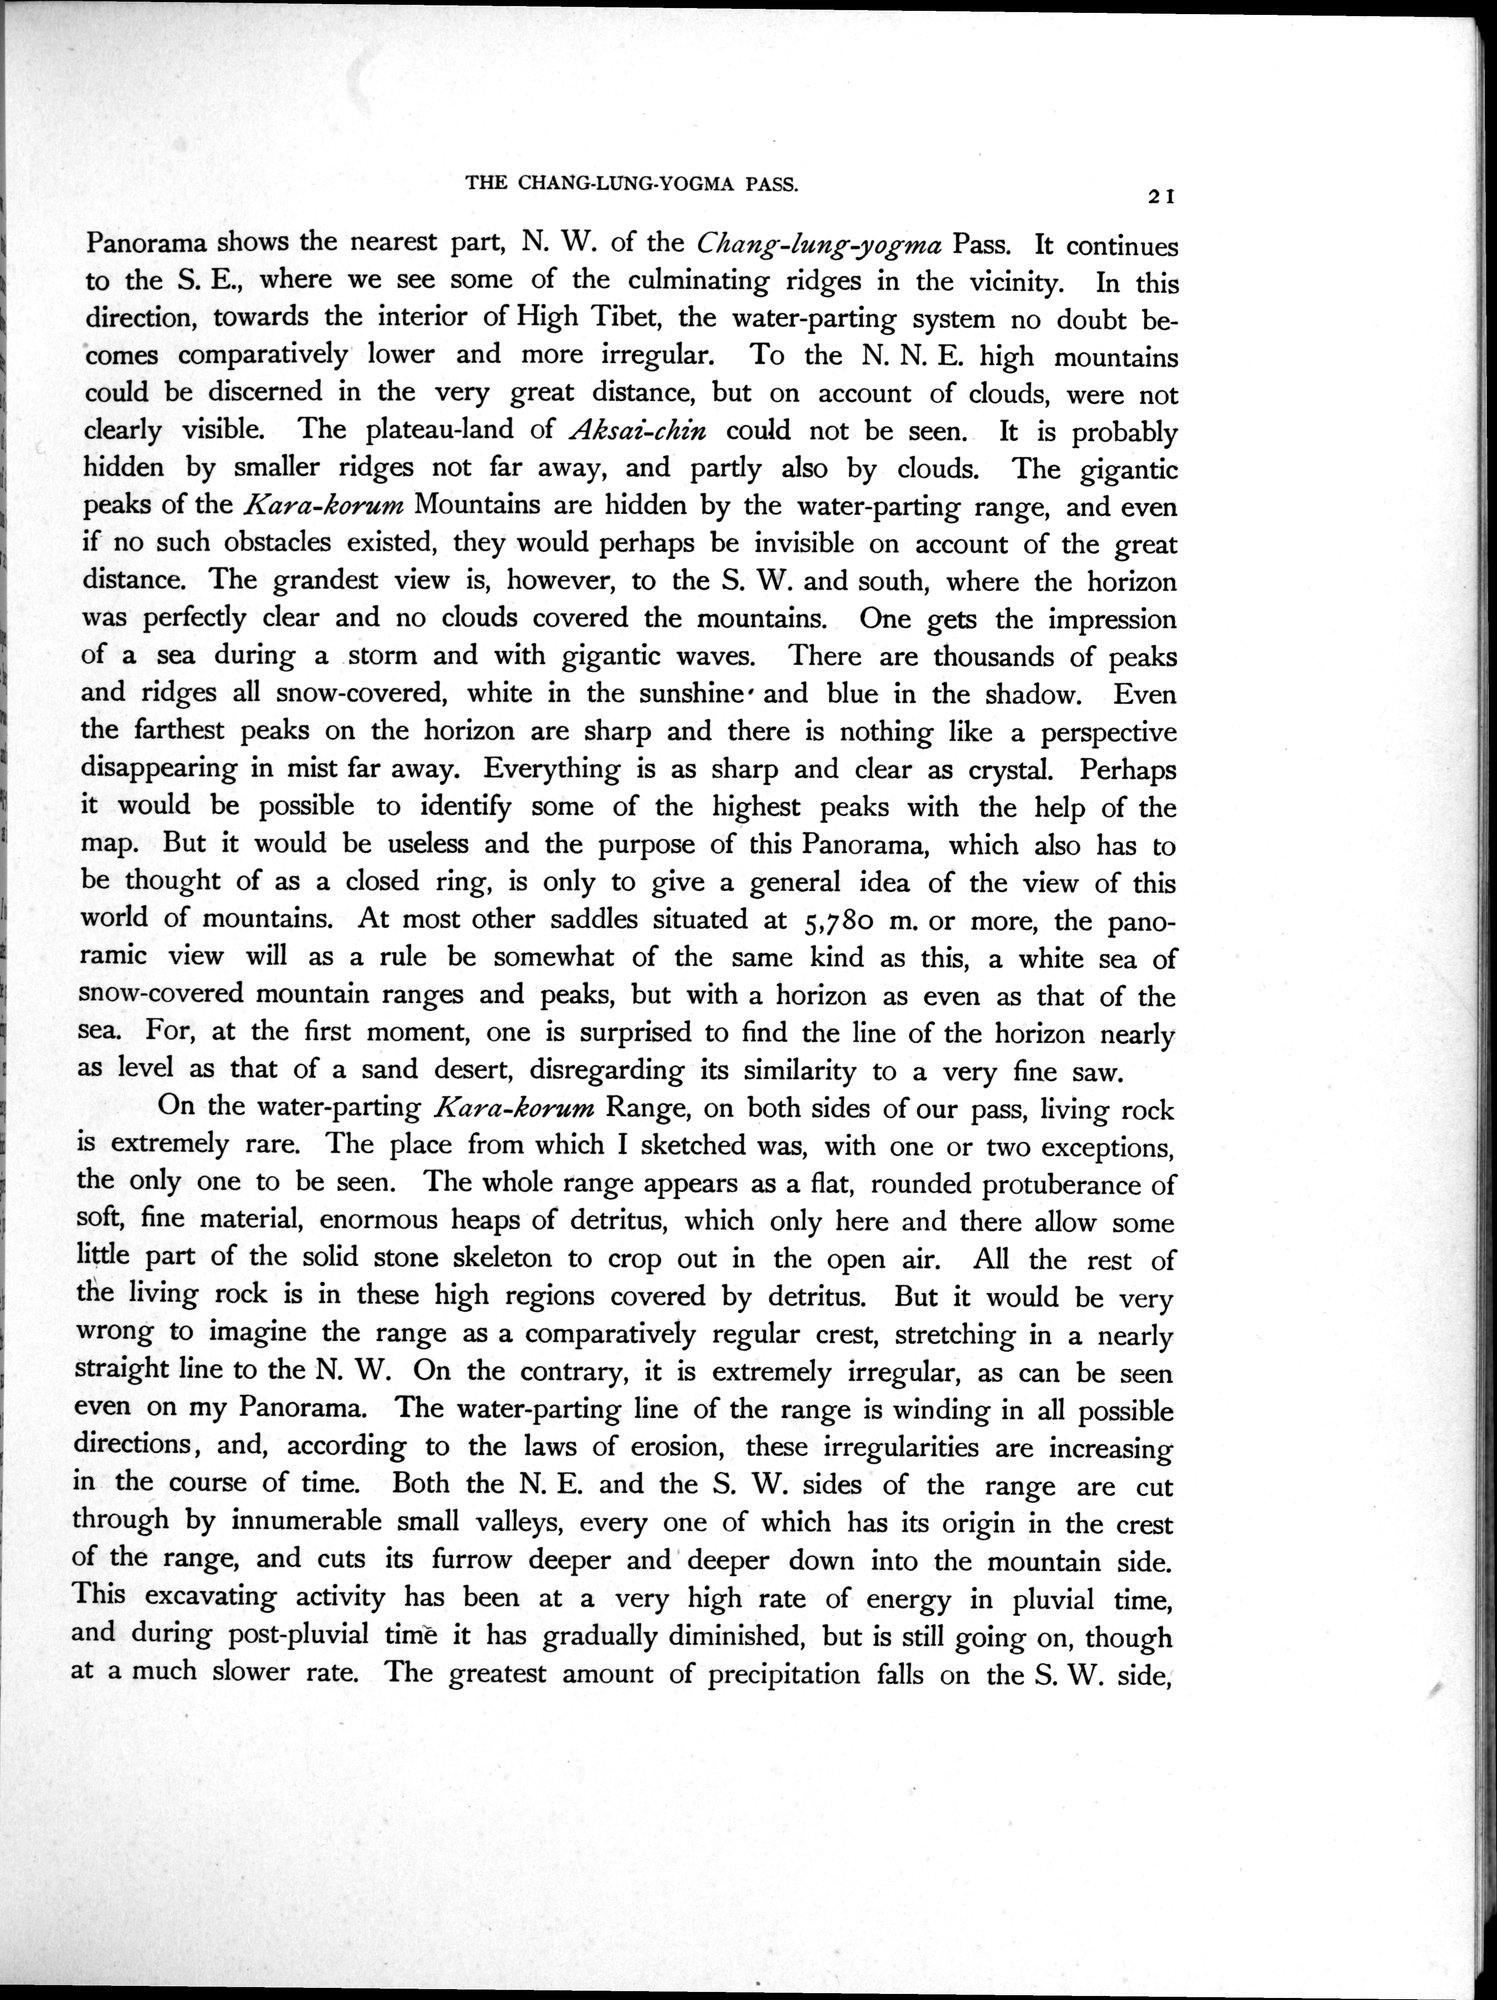 THE CHANG-LUNG-YOGMA PASS.
21
Panorama shows the nearest part, N. W. of the Chang-lung-yogma Pass. It continues
to the S. E., where we see some of the culminating ridges in the vicinity. In this
direction, towards the interior of High Tibet, the water-parting system no doubt be-
comes comparatively lower and more irregular. To the N. N. E. high mountains
could be discerned in the very great distance, but on account of clouds, were not
clearly visible. The plateau-land of Aksai-chin could not be seen. It is probably
hidden by smaller ridges not far away, and partly also by clouds. The gigantic
peaks of the Kara-korum Mountains are hidden by the water-parting range, and even
if no such obstacles existed, they would perhaps be invisible on account of the great
distance. The grandest view is, however, to the S. W. and south, where the horizon
was perfectly clear and no clouds covered the mountains. One gets the impression
of a sea during a storm and with gigantic waves. There are thousands of peaks
and ridges all snow-covered, white in the sunshine and blue in the shadow. Even
the farthest peaks on the horizon are sharp and there is nothing like a perspective
disappearing in mist far away. Everything is as sharp and clear as crystal. Perhaps
it would be possible to identify some of the highest peaks with the help of the
map. But it would be useless and the purpose of this Panorama, which also has to
be thought of as a closed ring, is only to give a general idea of the view of this
world of mountains. At most other saddles situated at 5,780 m. or more, the pano-
ramic view will as a rule be somewhat of the same kind as this, a white sea of
snow-covered mountain ranges and peaks, but with a horizon as even as that of the
sea. For, at the first moment, one is surprised to find the line of the horizon nearly
as level as that of a sand desert, disregarding its similarity to a very fine saw.
On the water-parting Kara-korum Range, on both sides of our pass, living rock
is extremely rare. The place from which I sketched was, with one or two exceptions,
the only one to be seen. The whole range appears as a flat, rounded protuberance of
soft, fine material, enormous heaps of detritus, which only here and there allow some
little part of the solid stone skeleton to crop out in the open air. All the rest of
the living rock is in these high regions covered by detritus. But it would be very
wrong to imagine the range as a comparatively regular crest, stretching in a nearly
straight line to the N. W. On the contrary, it is extremely irregular, as can be seen
even on my Panorama. The water-parting line of the range is winding in all possible
directions, and, according to the laws of erosion, these irregularities are increasing
in the course of time. Both the N. E. and the S. W. sides of the range are cut
through by innumerable small valleys, every one of which has its origin in the crest
of the range, and cuts its furrow deeper and deeper down into the mountain side.
This excavating activity has been at a very high rate of energy in pluvial time,
and during post-pluvial time it has gradually diminished, but is still going on, though
at a much slower rate. The greatest amount of precipitation falls on the S. W. side,